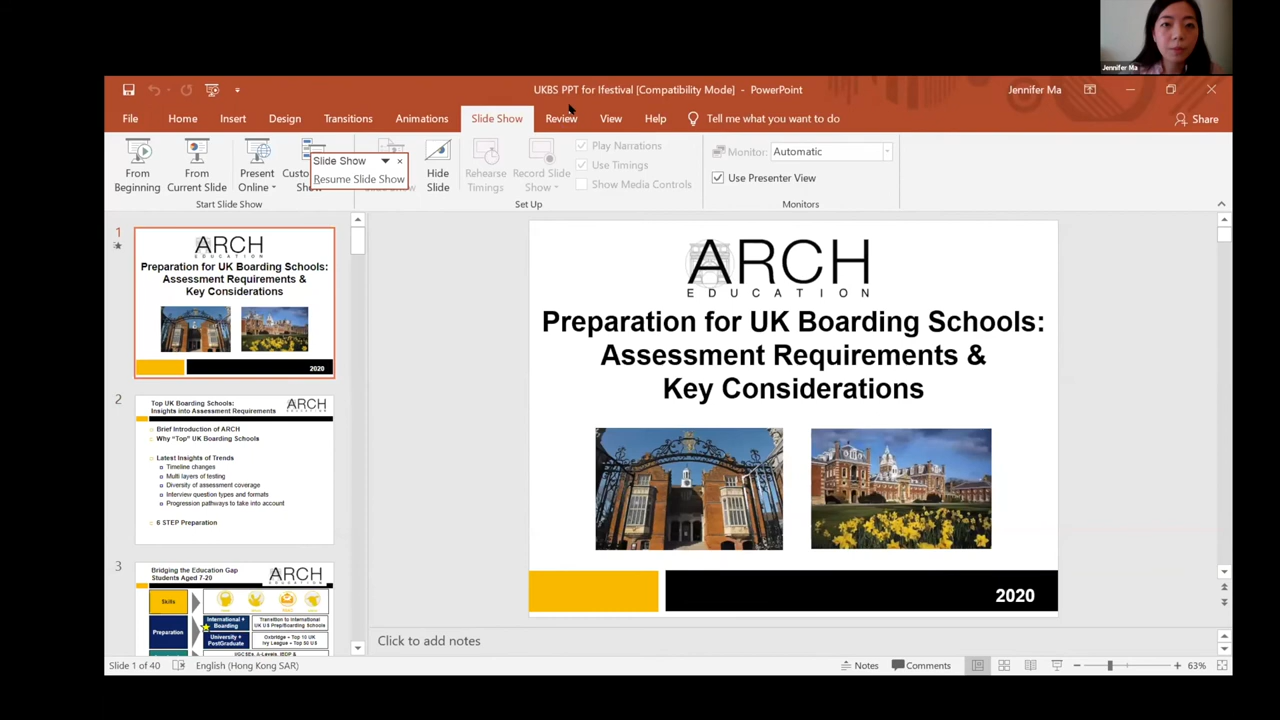 Jennifer Ma
UKBS PPT for Ifestival [Compatibility Mode] - PowerPoint
Jennifer Ma
File Home Insert Design Transitions Animations Slide Show Review View Help Tell me what you want to do Share
From Beginning
From Current Slide
Present Online
Slide Show
Resume Slide Show
Hide Slide
Rehearse Timings
Record Slide Show
Play Narrations
Use Timings
Show Media Controls
Monitor: Automatic
Use Presenter View
Start Slide Show
Set Up
Monitors
1
ARCH
Preparation for UK Boarding Schools:
Assessment Requirements &
Key Considerations
2020
2
Top UK Boarding Schools:
Insights into Assessment Requirements
ARCH
Brief Introduction of ARCH
Why “Top” UK Boarding Schools
Latest Insights of Trends
Timeline changes
Multi layers of testing
Diversity of assessment coverage
Interview question types and formats
Progression pathways to take into account
6 STEP Preparation
3
Bridging the Education Gap
Students Aged 7-20
ARCH
Skills
Preparation
International +
Boarding
Transition to International
UK US Prep/Boarding Schools
University +
PostGraduate
Oxbridge + Top 10 UK
Ivy League + Top 50 US
ARCH
EDUCATION
Preparation for UK Boarding Schools:
Assessment Requirements &
Key Considerations
2020
Click to add notes
Slide 1 of 40
English (Hong Kong SAR)
Notes
Comments
63%